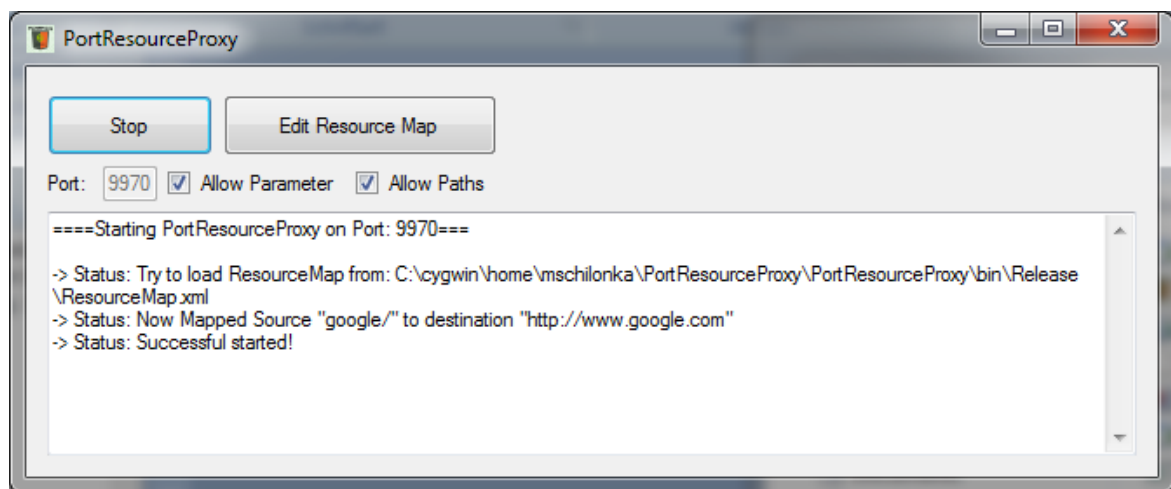 PortResourceProxy
Stop
Edit Resource Map
Port: 9970 Allow Parameter Allow Paths
====Starting PortResourceProxy on Port: 9970===
-> Status: Try to load ResourceMap from: C:\cygwin\home\mschilonka\PortResourceProxy\PortResourceProxy\bin\Release
\ResourceMap.xml
-> Status: Now Mapped Source "google/" to destination "http://www.google.com"
-> Status: Successful started!